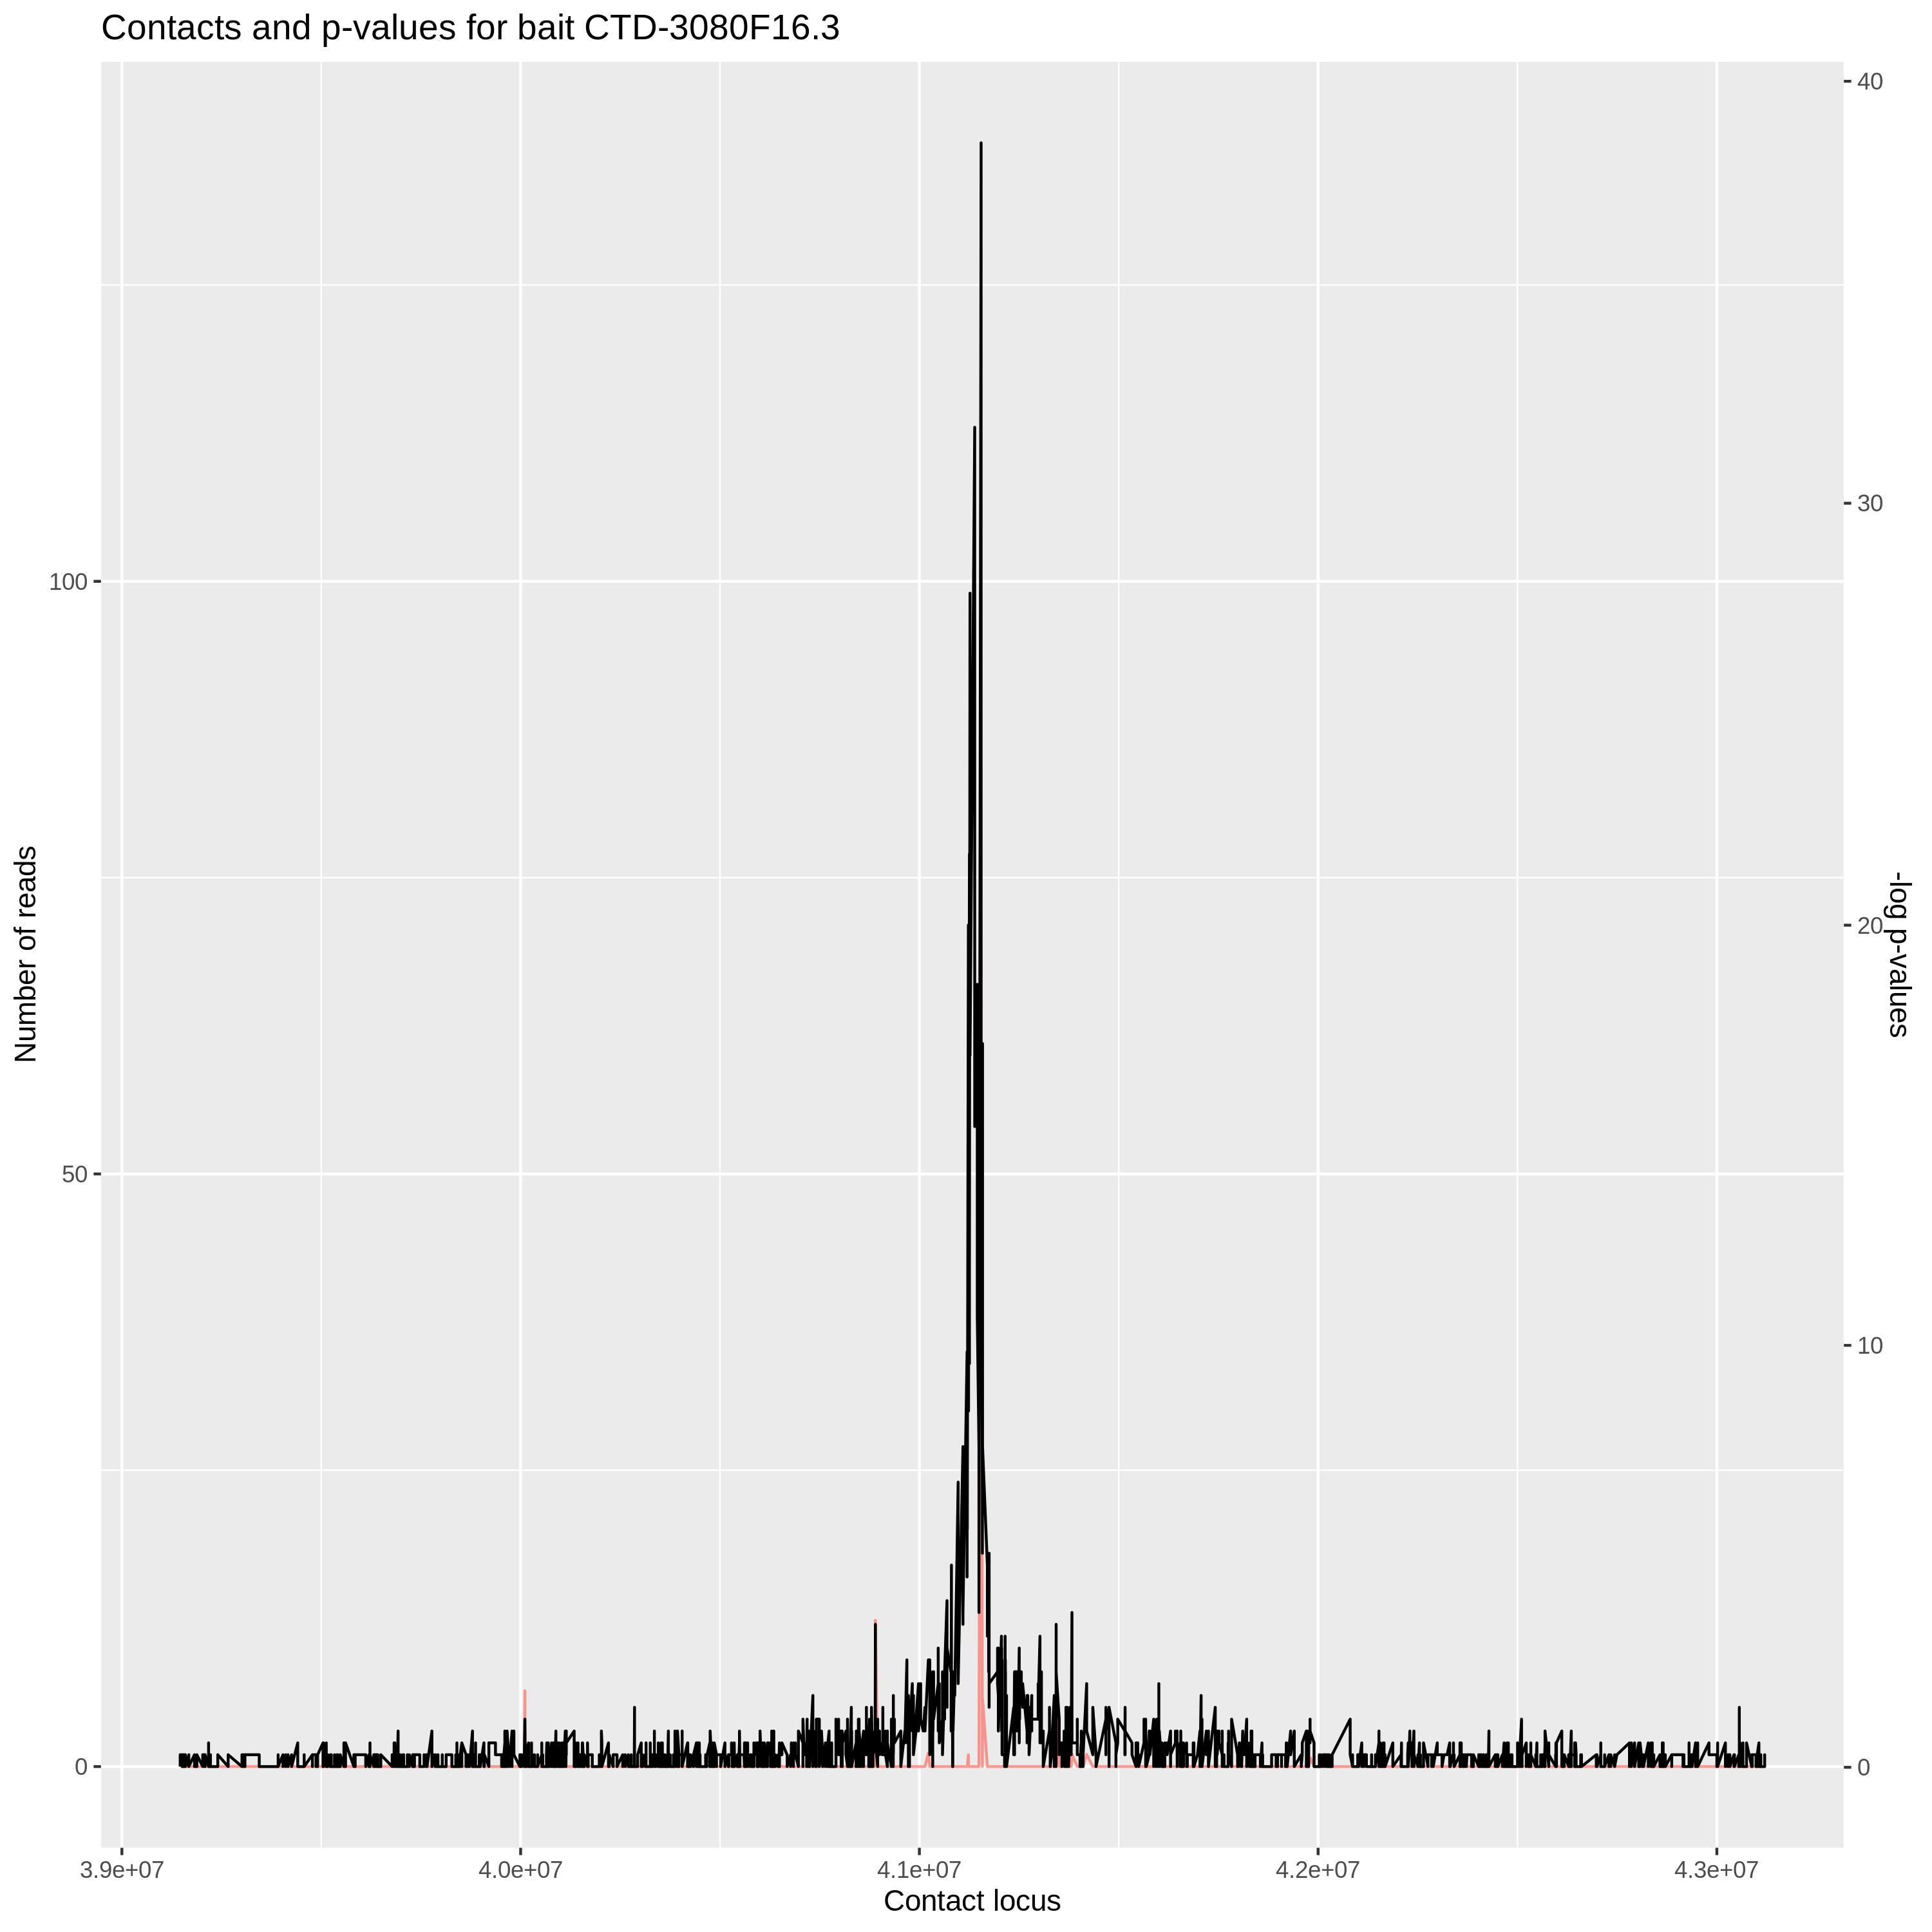 Contacts and p-values for bait CTD-3080F16.3
40
30
100
20
10
50
0
0
Number of reads
-log p-values
3.9e+07 4.0e+07 4.1e+07 4.2e+07 4.3e+07
Contact locus